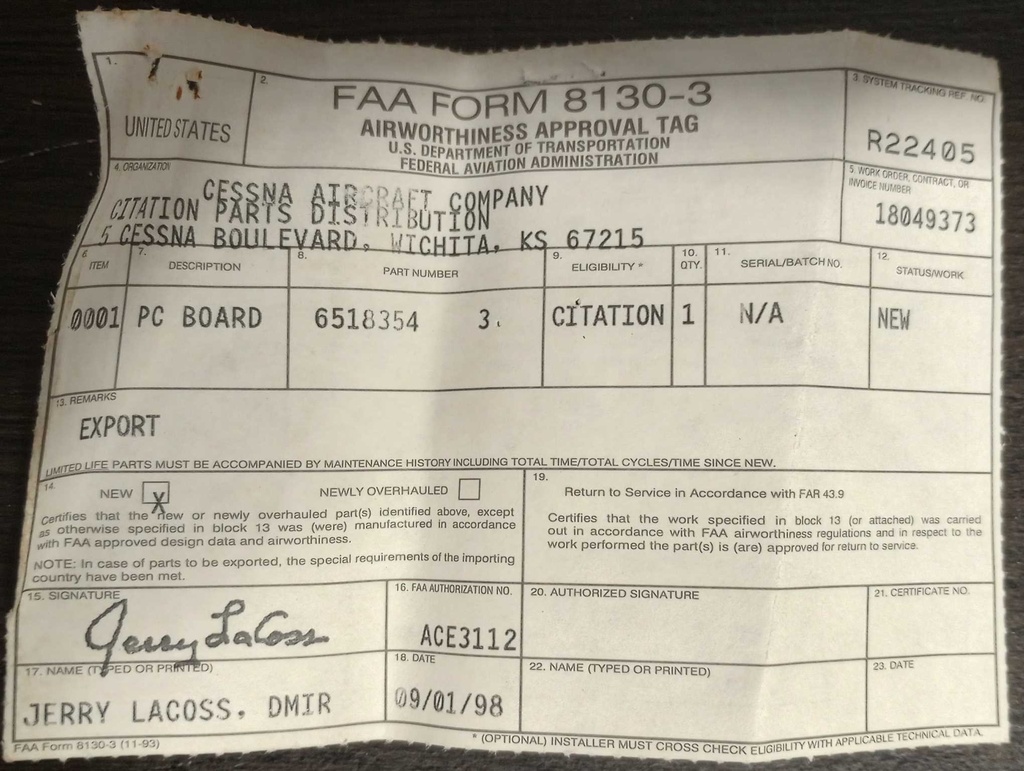 1.
UNITED STATES
2.
FAA FORM 8130-3
AIRWORTHINESS APPROVAL TAG
U.S. DEPARTMENT OF TRANSPORTATION
FEDERAL AVIATION ADMINISTRATION
3. SYSTEM TRACKING REF. NO.
R22405
4. ORGANIZATION
CESSNA AIRCRAFT COMPANY
CITATION PARTS DISTRIBUTION
5 CESSNA BOULEVARD, WICHITA, KS 67215
5. WORK ORDER, CONTRACT, OR
INVOICE NUMBER
18049373
6. ITEM
7. DESCRIPTION
8. PART NUMBER
9. ELIGIBILITY *
10. QTY.
11. SERIAL/BATCH NO.
12. STATUS/WORK
0001 PC BOARD 6518354 3. CITATION 1 N/A NEW
13. REMARKS
EXPORT
LIMITED LIFE PARTS MUST BE ACCOMPANIED BY MAINTENANCE HISTORY INCLUDING TOTAL TIME/TOTAL CYCLES/TIME SINCE NEW.
14.
NEW X NEWLY OVERHAULED
Certifies that the new or newly overhauled part(s) identified above, except
as otherwise specified in block 13 was (were) manufactured in accordance
with FAA approved design data and airworthiness.
NOTE: In case of parts to be exported, the special requirements of the importing
country have been met.
19.
Return to Service in Accordance with FAR 43.9
Certifies that the work specified in block 13 (or attached) was carried
out in accordance with FAA airworthiness regulations and in respect to the
work performed the part(s) is (are) approved for return to service.
15. SIGNATURE
Jerry LaCoss
16. FAA AUTHORIZATION NO.
ACE3112
20. AUTHORIZED SIGNATURE
21. CERTIFICATE NO.
17. NAME (TYPED OR PRINTED)
JERRY LACOSS, DMIR
18. DATE
09/01/98
22. NAME (TYPED OR PRINTED)
23. DATE
FAA Form 8130-3 (11-93)
* (OPTIONAL) INSTALLER MUST CROSS CHECK ELIGIBILITY WITH APPLICABLE TECHNICAL DATA.